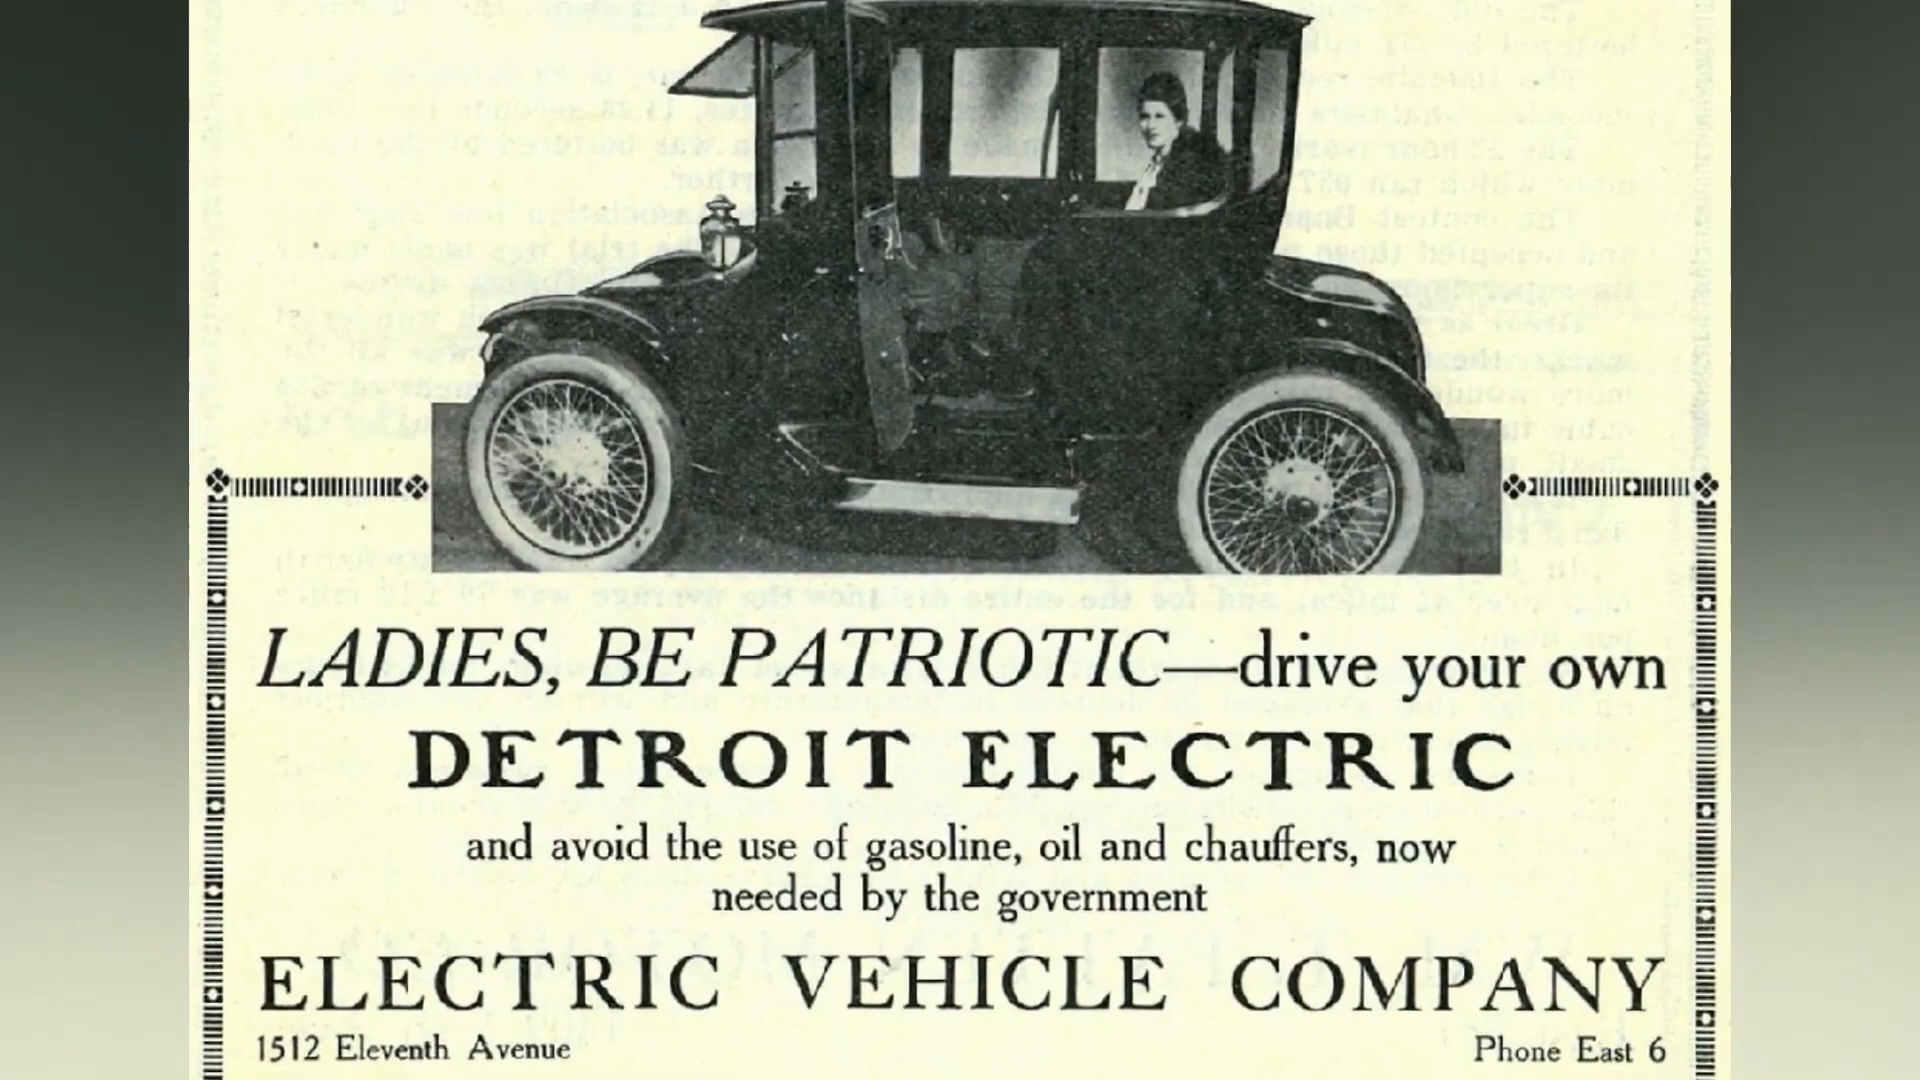 LADIES, BE PATRIOTIC—drive your own
DETROIT ELECTRIC
and avoid the use of gasoline, oil and chauffers, now
needed by the government
ELECTRIC VEHICLE COMPANY
1512 Eleventh Avenue
Phone East 6